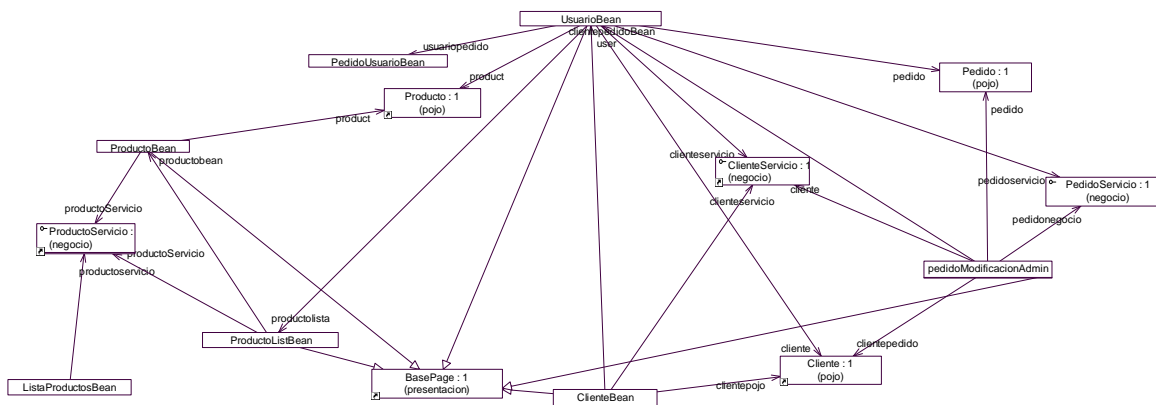 UsuarioBean
clientepedidoBean
user
usuariopedido
PedidoUsuarioBean
product
Producto : 1
(pojo)
product
pedido
Pedido : 1
(pojo)
pedido
ProductoBean
productobean
clienteservicio
ClienteServicio : 1
(negocio)
cliente
clienteservicio
pedidoservicio
PedidoServicio : 1
(negocio)
pedidonegocio
productoServicio
ProductoServicio :
(negocio)
productoServicio
productoservicio
pedidoModificacionAdmin
productolista
ProductoListBean
clientepedido
cliente
Cliente : 1
(pojo)
clientepojo
BasePage : 1
(presentacion)
ListaProductosBean
ClienteBean